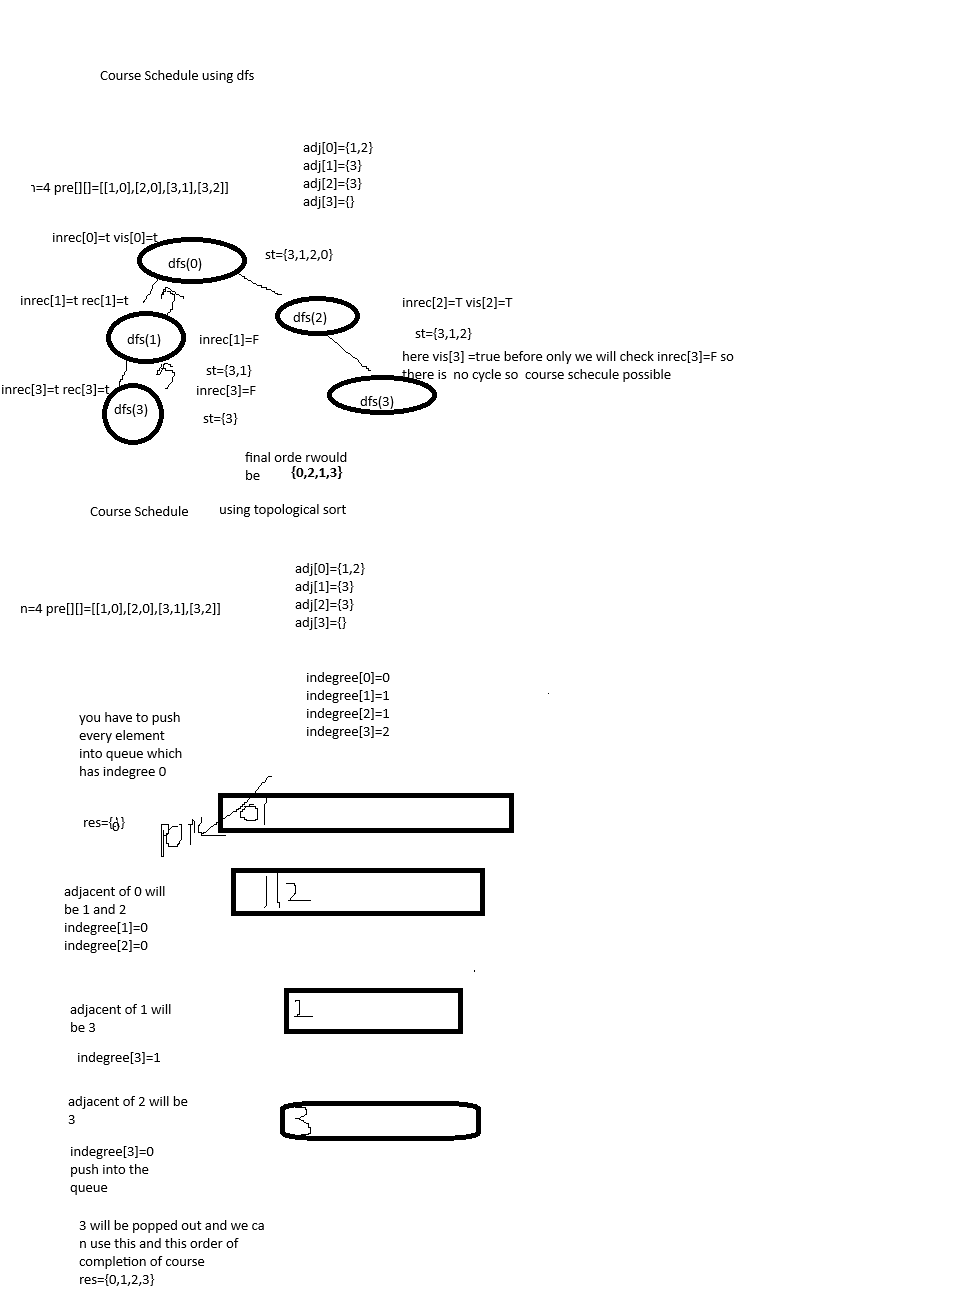 Course Schedule using dfs
adj[0]={1,2}
adj[1]={3}
adj[2]={3}
adj[3]={}
n=4 pre[][]=[[1,0],[2,0],[3,1],[3,2]]
inrec[0]=t vis[0]=t
dfs(0)
st={3,1,2,0}
inrec[1]=t rec[1]=t
dfs(1)
inrec[1]=F
st={3,1}
dfs(2)
inrec[2]=T vis[2]=T
st={3,1,2}
here vis[3] =true before only we will check inrec[3]=F so
there is no cycle so course schecule possible
inrec[3]=t rec[3]=t
dfs(3)
inrec[3]=F
st={3}
dfs(3)
final orde rwould
be {0,2,1,3}
Course Schedule using topological sort
adj[0]={1,2}
adj[1]={3}
adj[2]={3}
adj[3]={}
n=4 pre[][]=[[1,0],[2,0],[3,1],[3,2]]
indegree[0]=0
indegree[1]=1
indegree[2]=1
indegree[3]=2
you have to push
every element
into queue which
has indegree 0
0
res={}
adjacent of 0 will
be 1 and 2
indegree[1]=0
indegree[2]=0
1 2
adjacent of 1 will
be 3
indegree[3]=1
2
adjacent of 2 will be
3
indegree[3]=0
push into the
queue
3
3 will be popped out and we ca
n use this and this order of
completion of course
res={0,1,2,3}